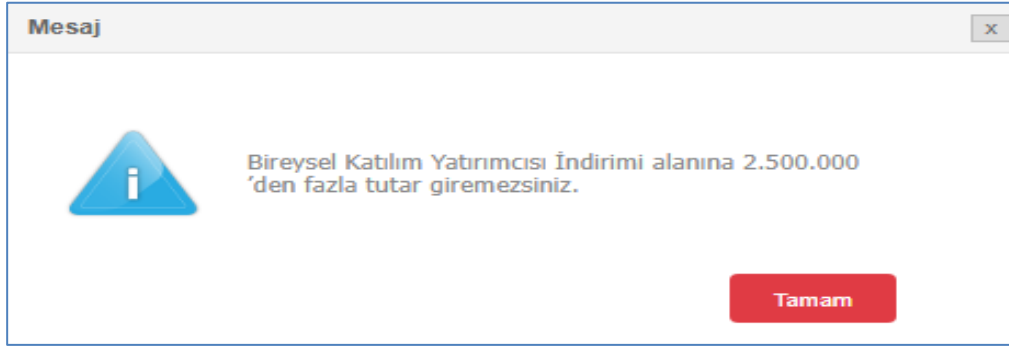 Mesaj
x
Bireysel Katılım Yatırımcısı İndirimi alanına 2.500.000
'den fazla tutar giremezsiniz.
i
Tamam